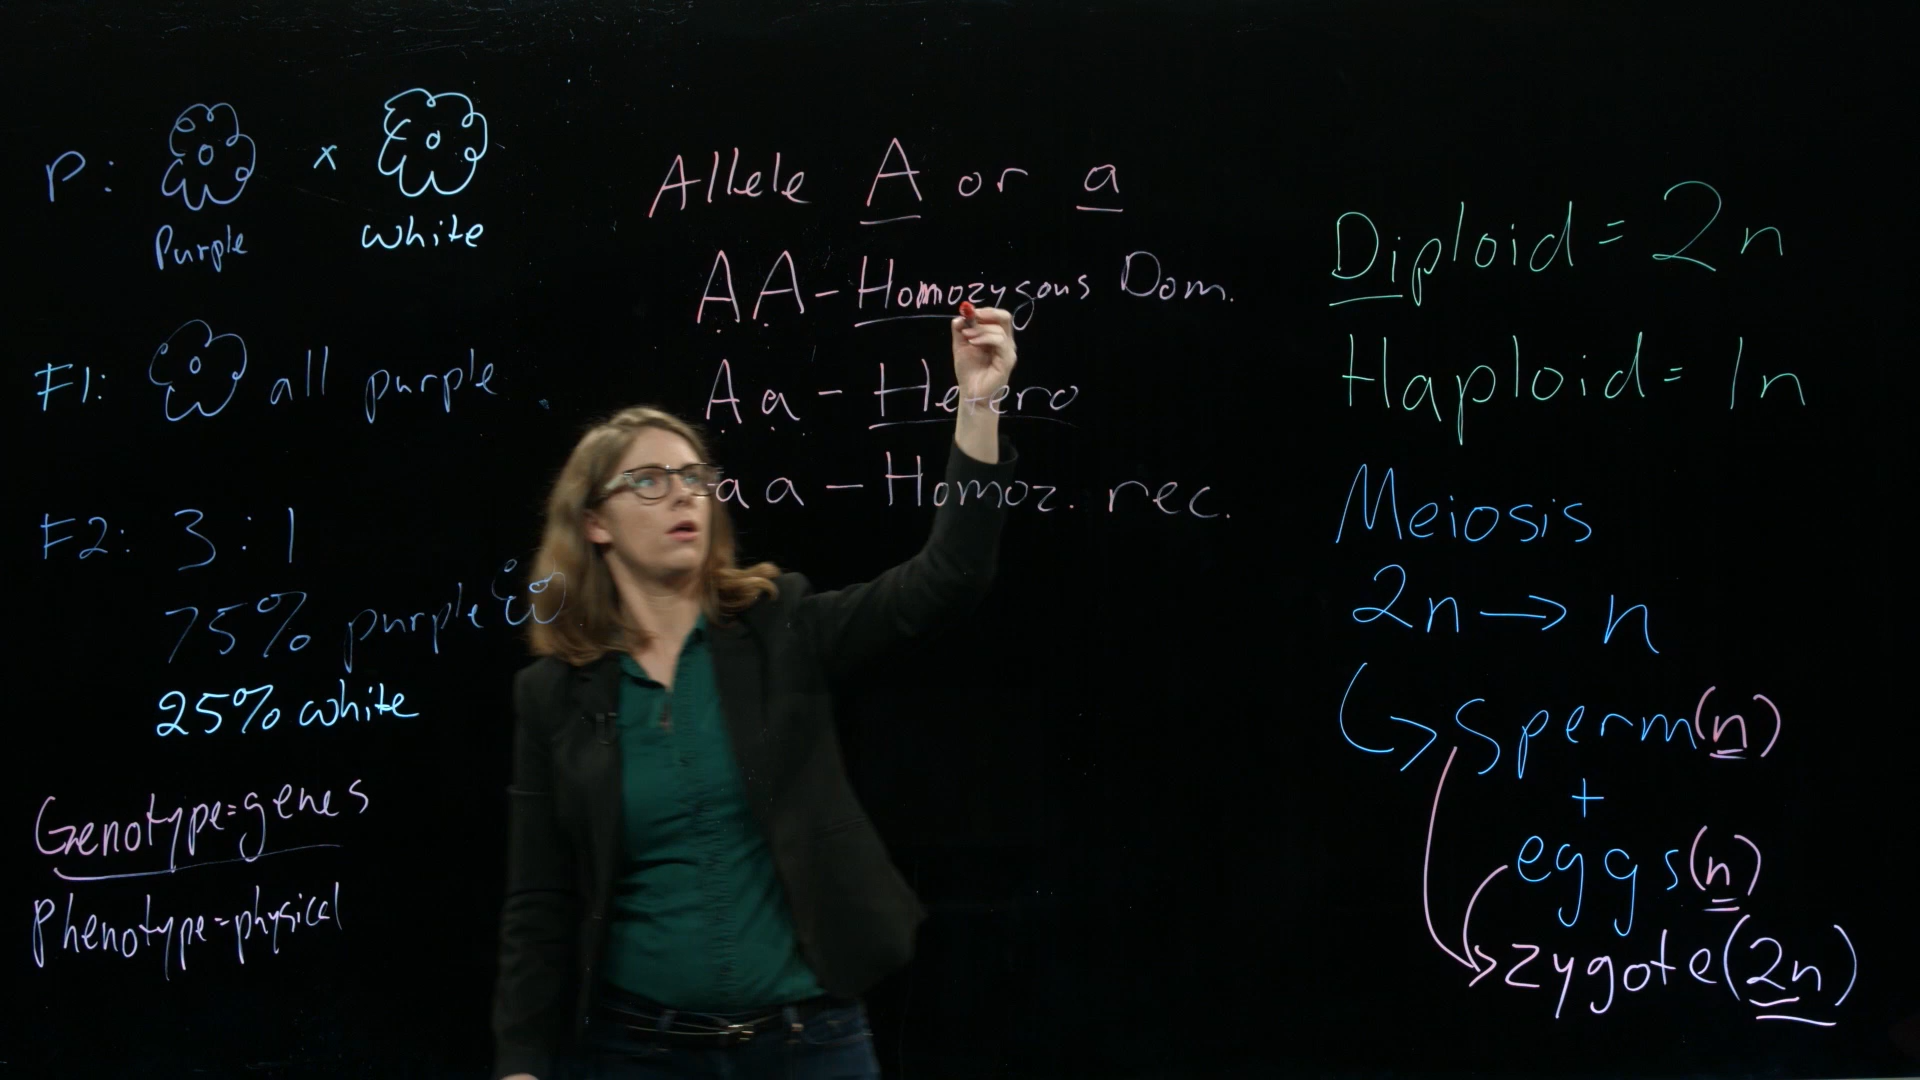 P: x
Purple
white
F1: all purple
F2: 3:1
75% purple
25% white
Genotype=genes
Phenotype=physical
Allele A or a
AA-Homozygous Dom.
Aa-Hetero
aa-Homoz. rec.
Diploid=2n
Haploid=1n
Meiosis
2n→n
Sperm(n)
+
eggs(n)
zygote(2n)